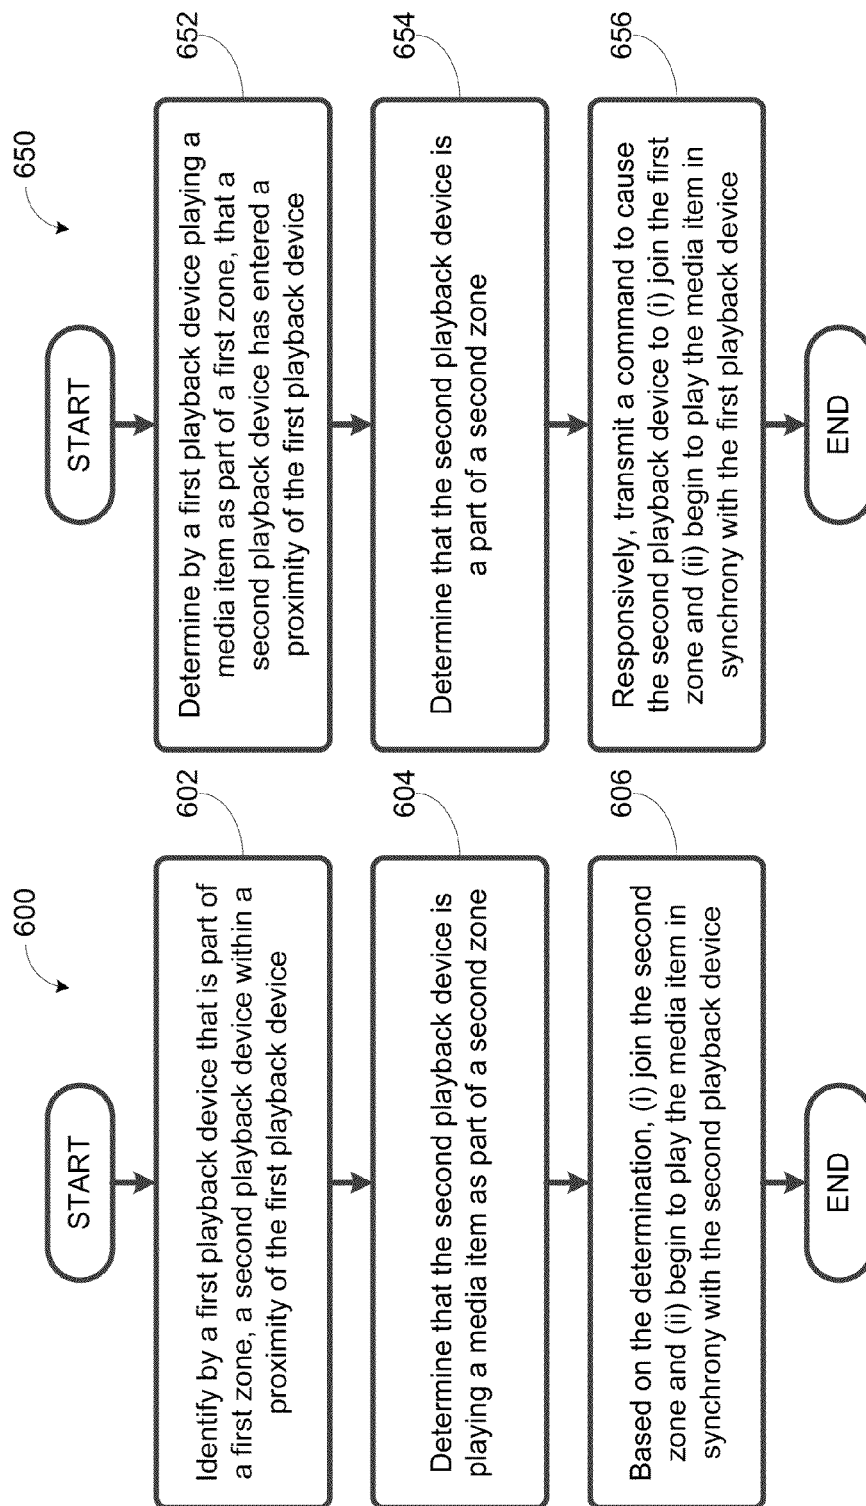 600
START
Identify by a first playback device that is part of
a first zone, a second playback device within a
proximity of the first playback device
602
Determine that the second playback device is
playing a media item as part of a second zone
604
Based on the determination, (i) join the second
zone and (ii) begin to play the media item in
synchrony with the second playback device
606
END
650
START
Determine by a first playback device playing a
media item as part of a first zone, that a
second playback device has entered a
proximity of the first playback device
652
Determine that the second playback device is
a part of a second zone
654
Responsively, transmit a command to cause
the second playback device to (i) join the first
zone and (ii) begin to play the media item in
synchrony with the first playback device
656
END